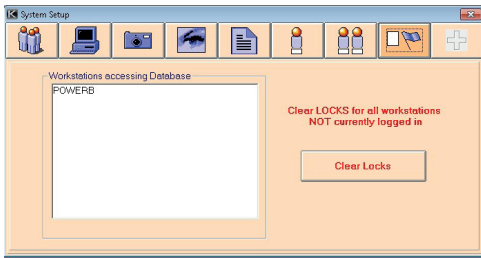 K System Setup
Workstations accessing Database
POWERB
Clear LOCKS for all workstations
NOT currently logged in
Clear Locks